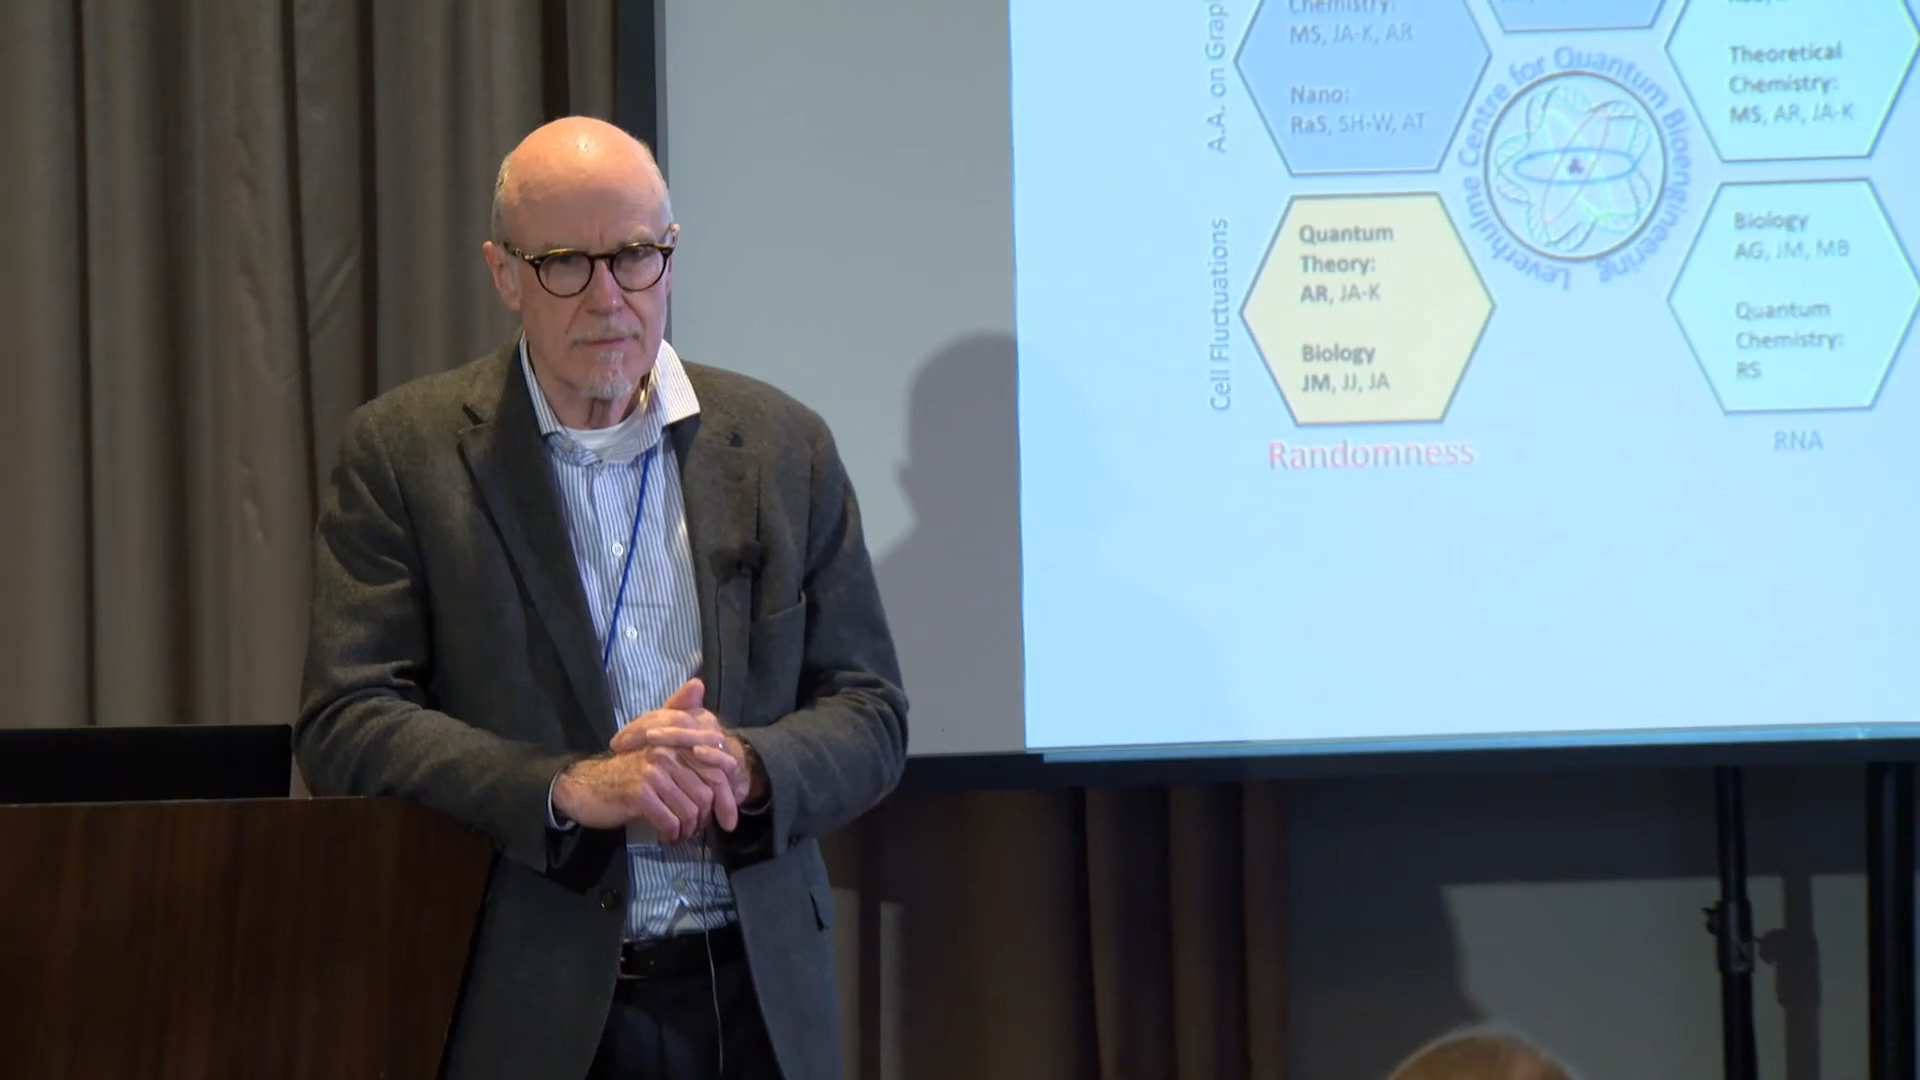 Chemistry:
MS, JA-K, AR
Nano:
RaS, SH-W, AT
A.A. on Grap
Theoretical
Chemistry:
MS, AR, JA-K
Leverhulme Centre for Quantum Bioengineering
Cell Fluctuations
Quantum
Theory:
AR, JA-K
Biology
JM, JJ, JA
Randomness
Biology
AG, JM, MB
Quantum
Chemistry:
RS
RNA